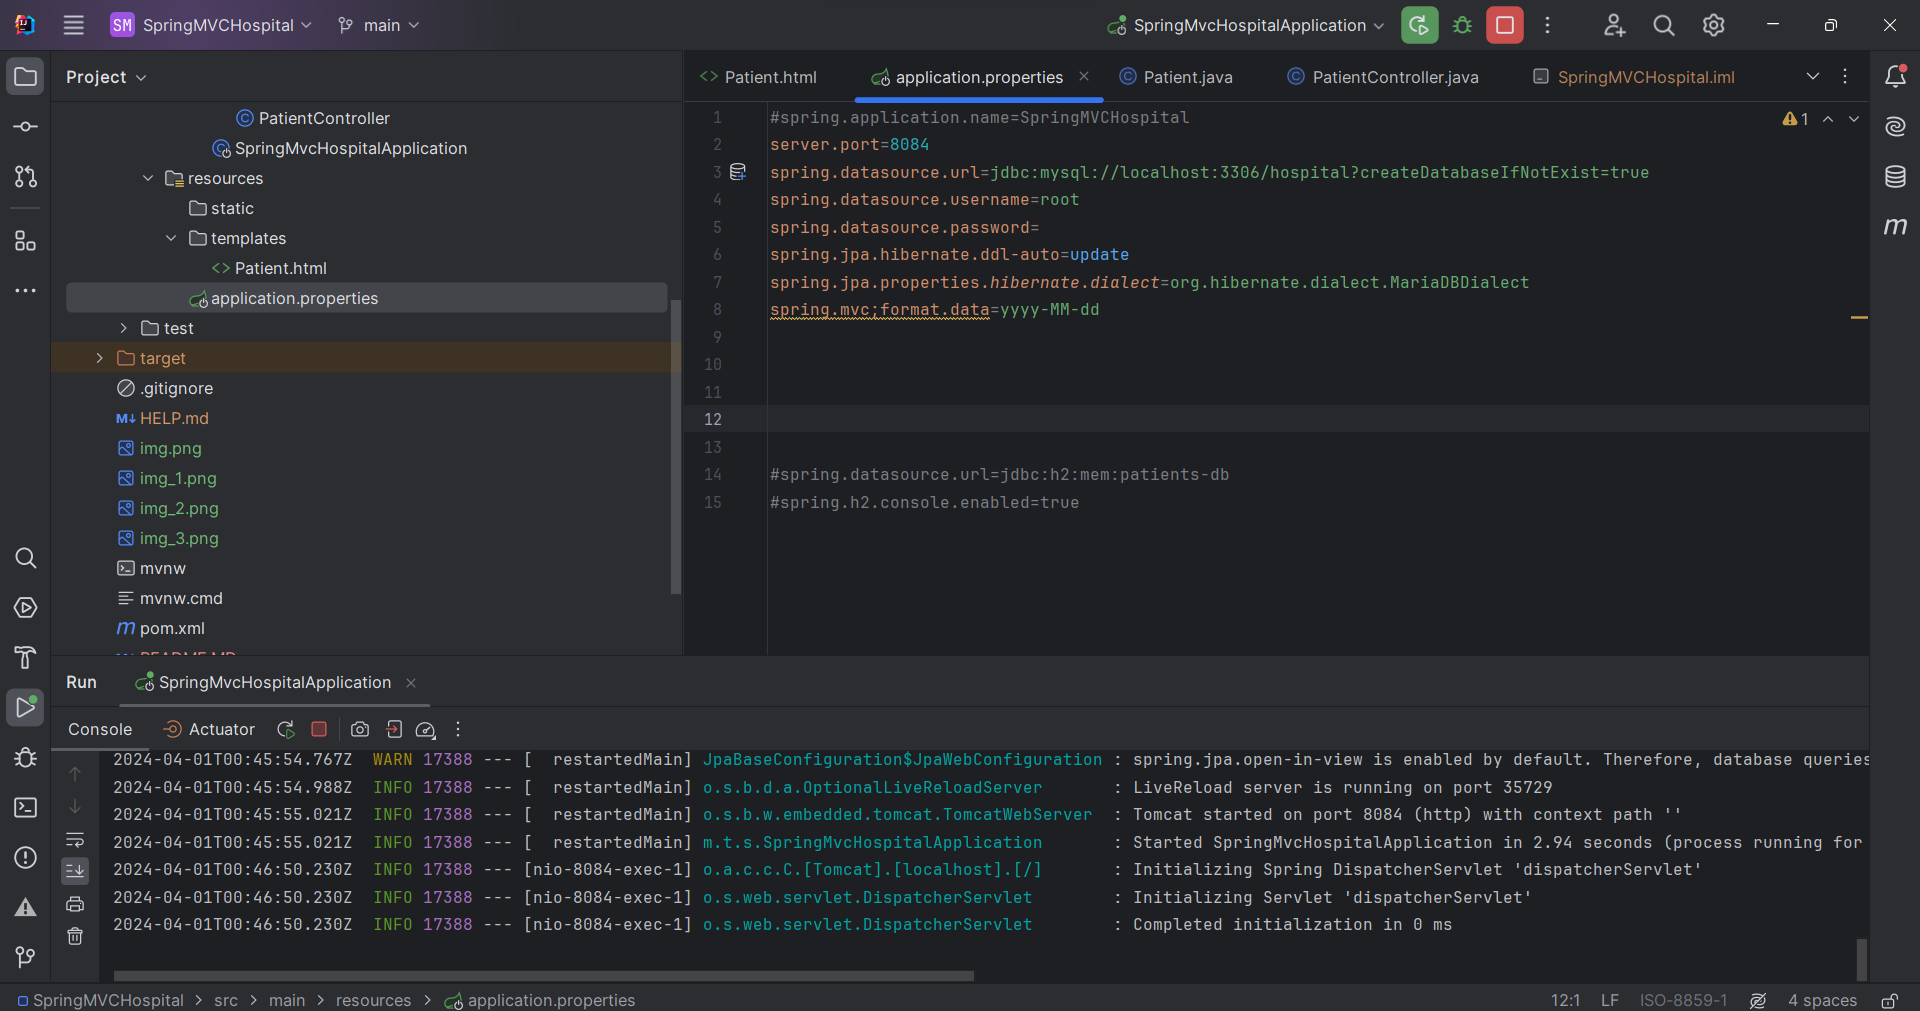 SM SpringMVCHospital main SpringMvcHospitalApplication
Project
PatientController
SpringMvcHospitalApplication
resources
static
templates
Patient.html
application.properties
test
target
.gitignore
HELP.md
img.png
img_1.png
img_2.png
img_3.png
mvnw
mvnw.cmd
pom.xml
README.MD
Patient.html application.properties Patient.java PatientController.java SpringMVCHospital.iml
1 #spring.application.name=SpringMVCHospital
2 server.port=8084
3 spring.datasource.url=jdbc:mysql://localhost:3306/hospital?createDatabaseIfNotExist=true
4 spring.datasource.username=root
5 spring.datasource.password=
6 spring.jpa.hibernate.ddl-auto=update
7 spring.jpa.properties.hibernate.dialect=org.hibernate.dialect.MariaDBDialect
8 spring.mvc;format.data=yyyy-MM-dd
9
10
11
12
13
14 #spring.datasource.url=jdbc:h2:mem:patients-db
15 #spring.h2.console.enabled=true
1
Run SpringMvcHospitalApplication
Console Actuator
2024-04-01T00:45:54.767Z WARN 17388 --- [ restartedMain] JpaBaseConfiguration$JpaWebConfiguration : spring.jpa.open-in-view is enabled by default. Therefore, database queries
2024-04-01T00:45:54.988Z INFO 17388 --- [ restartedMain] o.s.b.d.a.OptionalLiveReloadServer : LiveReload server is running on port 35729
2024-04-01T00:45:55.021Z INFO 17388 --- [ restartedMain] o.s.b.w.embedded.tomcat.TomcatWebServer : Tomcat started on port 8084 (http) with context path ''
2024-04-01T00:45:55.021Z INFO 17388 --- [ restartedMain] m.t.s.SpringMvcHospitalApplication : Started SpringMvcHospitalApplication in 2.94 seconds (process running for
2024-04-01T00:46:50.230Z INFO 17388 --- [nio-8084-exec-1] o.a.c.c.C.[Tomcat].[localhost].[/] : Initializing Spring DispatcherServlet 'dispatcherServlet'
2024-04-01T00:46:50.230Z INFO 17388 --- [nio-8084-exec-1] o.s.web.servlet.DispatcherServlet : Initializing Servlet 'dispatcherServlet'
2024-04-01T00:46:50.230Z INFO 17388 --- [nio-8084-exec-1] o.s.web.servlet.DispatcherServlet : Completed initialization in 0 ms
SpringMVCHospital > src > main > resources > application.properties 12:1 LF ISO-8859-1 4 spaces